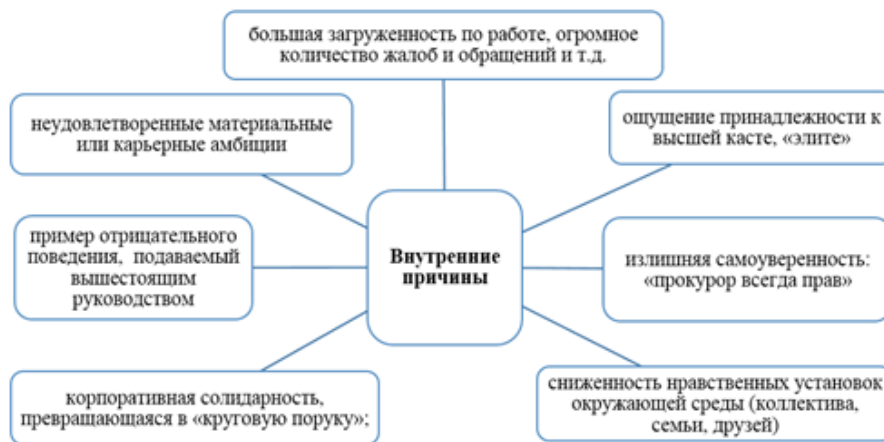 большая загруженность по работе, огромное
количество жалоб и обращений и т.д.
неудовлетворенные материальные
или карьерные амбиции
ощущение принадлежности к
высшей касте, «элите»
пример отрицательного
поведения, подаваемый
вышестоящим
руководством
Внутренние
причины
излишняя самоуверенность:
«прокурор всегда прав»
корпоративная солидарность,
превращающаяся в «круговую поруку»;
сниженность нравственных установок
окружающей среды (коллектива,
семьи, друзей)